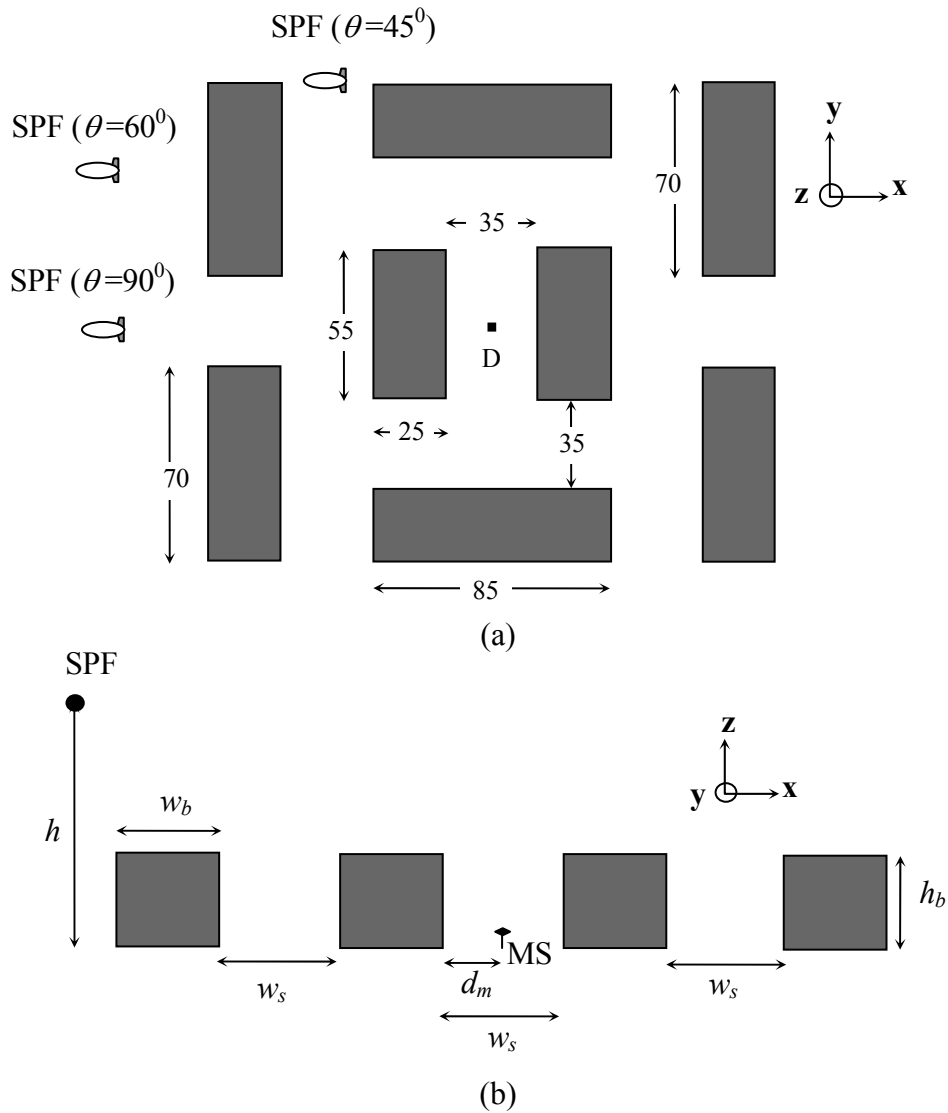 SPF (θ=45⁰)
SPF (θ=60⁰)
y
70
z
x
35
SPF (θ=90⁰)
55
D
25
35
70
85
(a)
SPF
z
w_b
y
x
h
h_b
MS
w_s
d_m
w_s
w_s
(b)